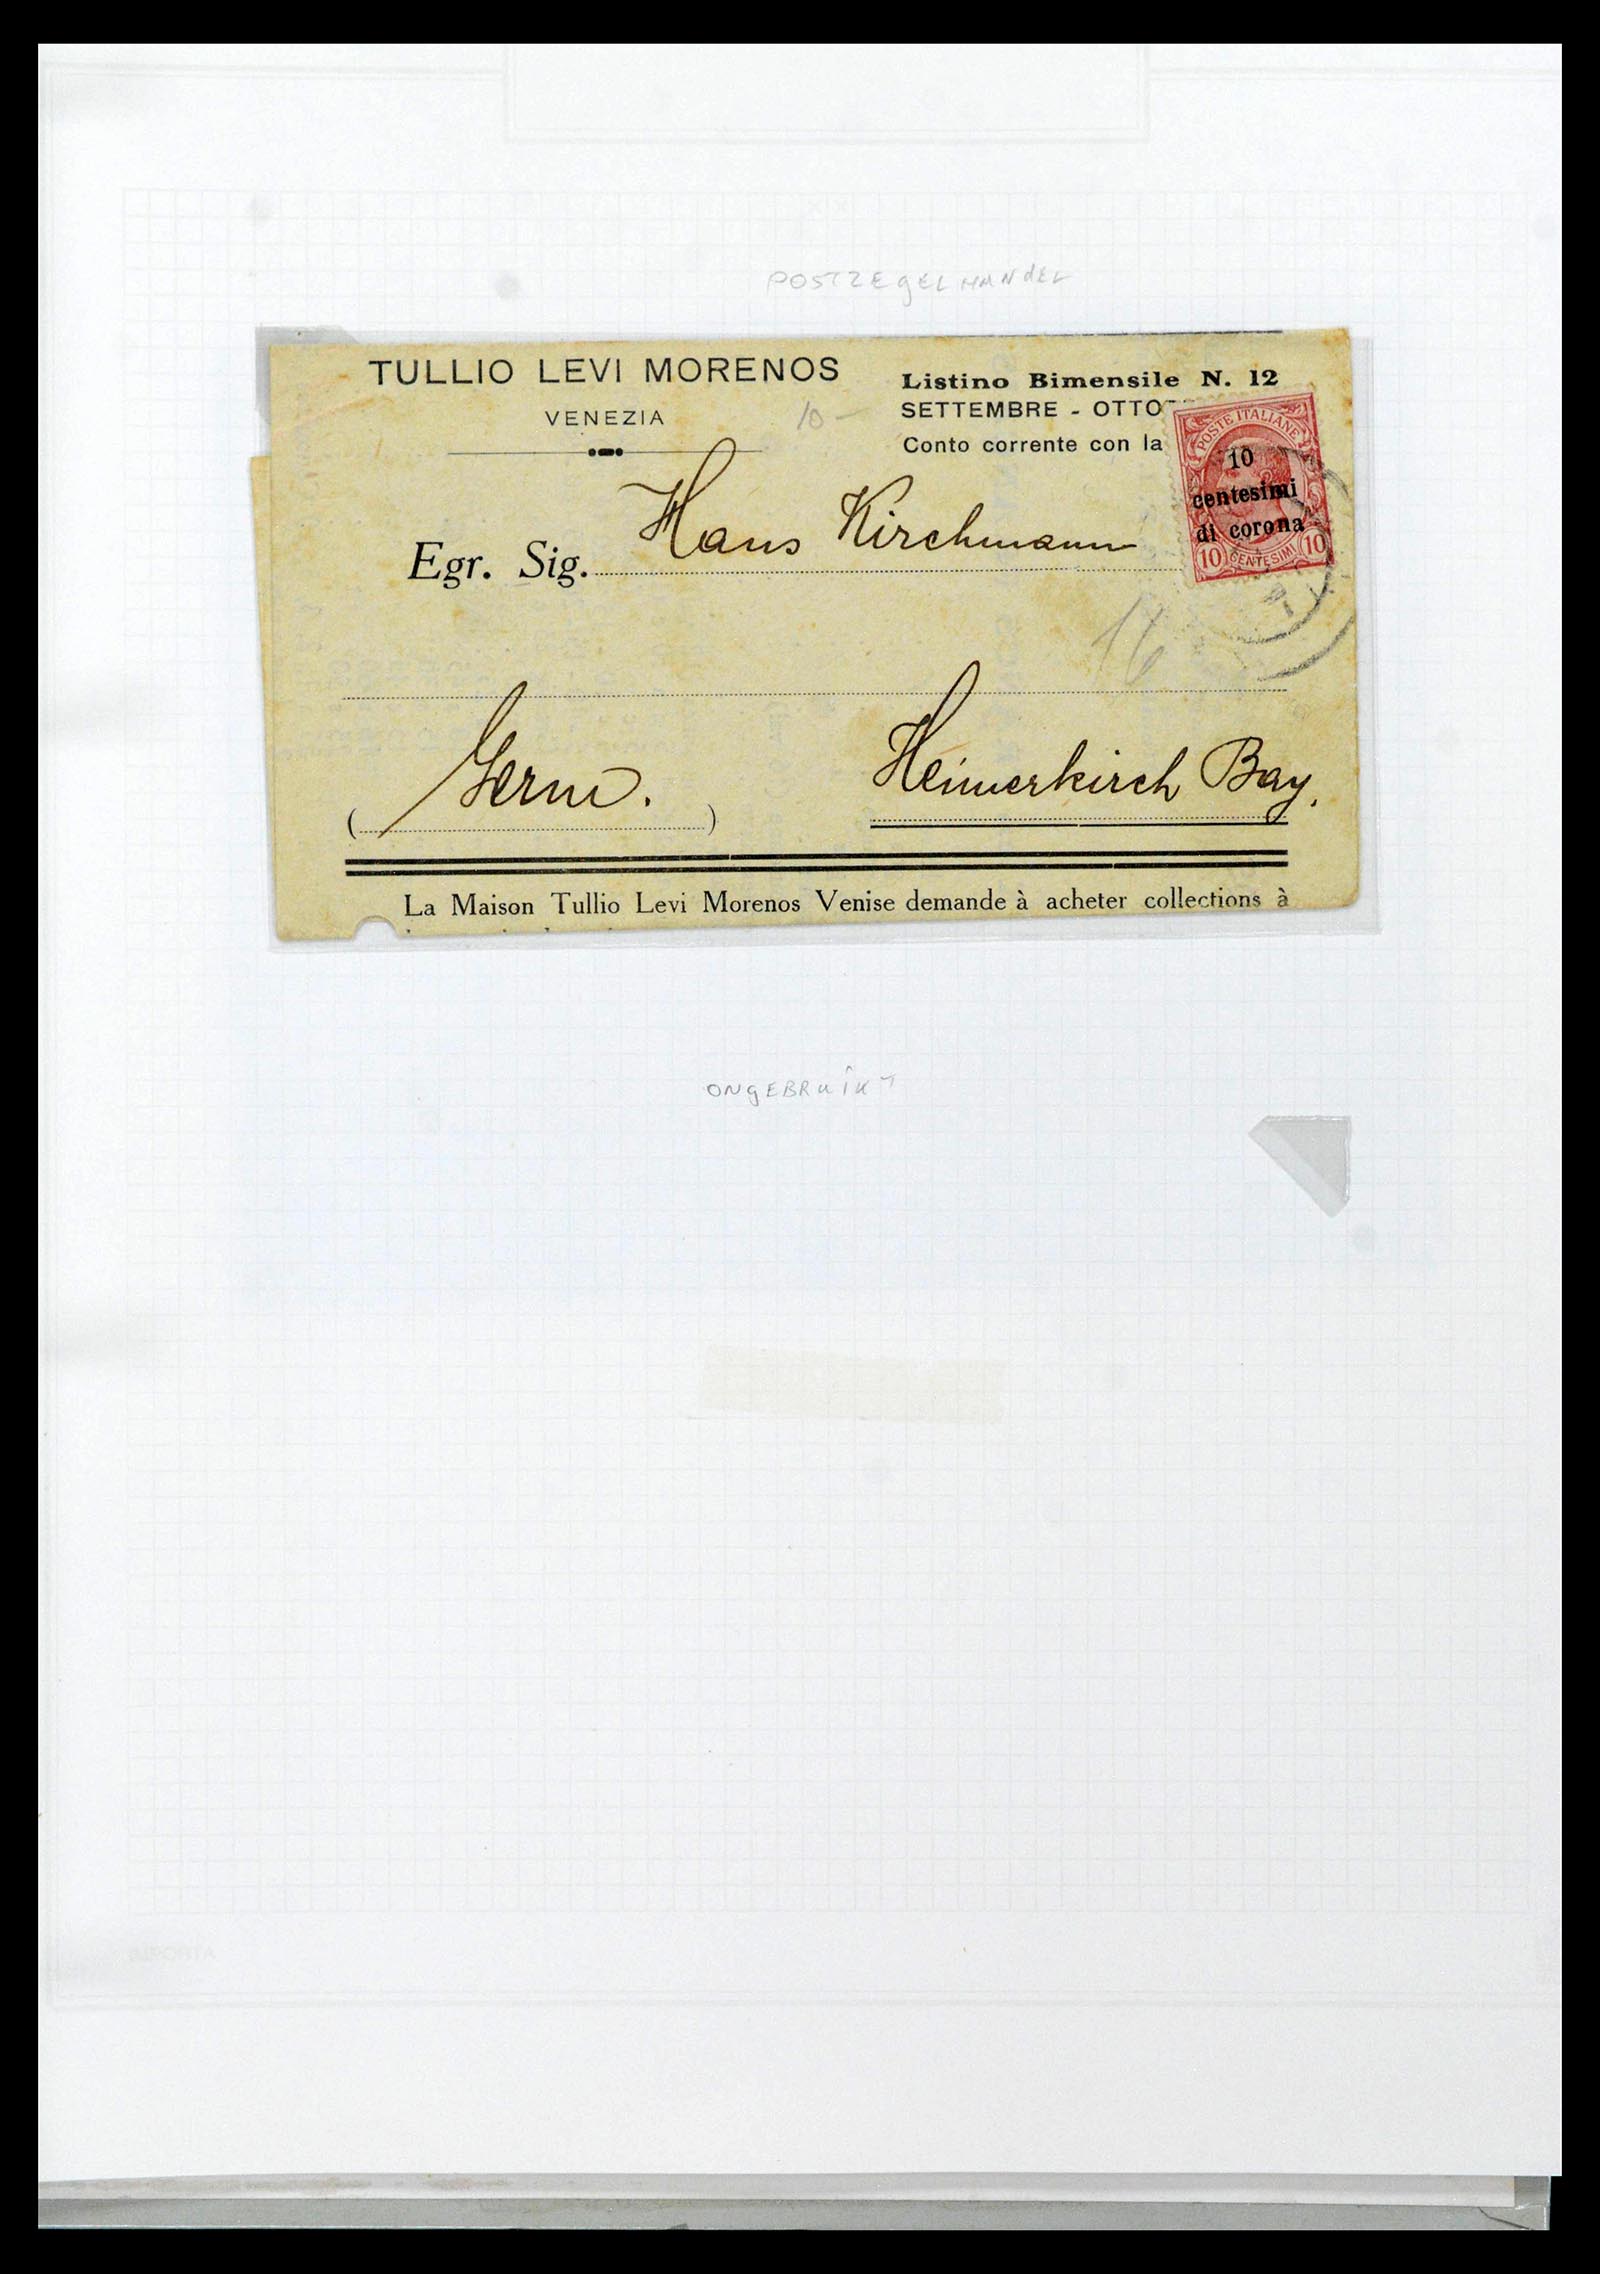 POSTZEGELHANDEL
TULLIO LEVI MORENOS
VENEZIA
10-
Listino Bimensile N. 12
SETTEMBRE - OTTO
Conto corrente con la
POSTE ITALIANE
10
centesimi
di corona
10 CENTESIMI 10
Egr. Sig. Hans Kirchmann
16
(Germ.)
Heimerkirch Bay.
La Maison Tullio Levi Morenos Venise demande à acheter collections à
ONGEBRUIKT